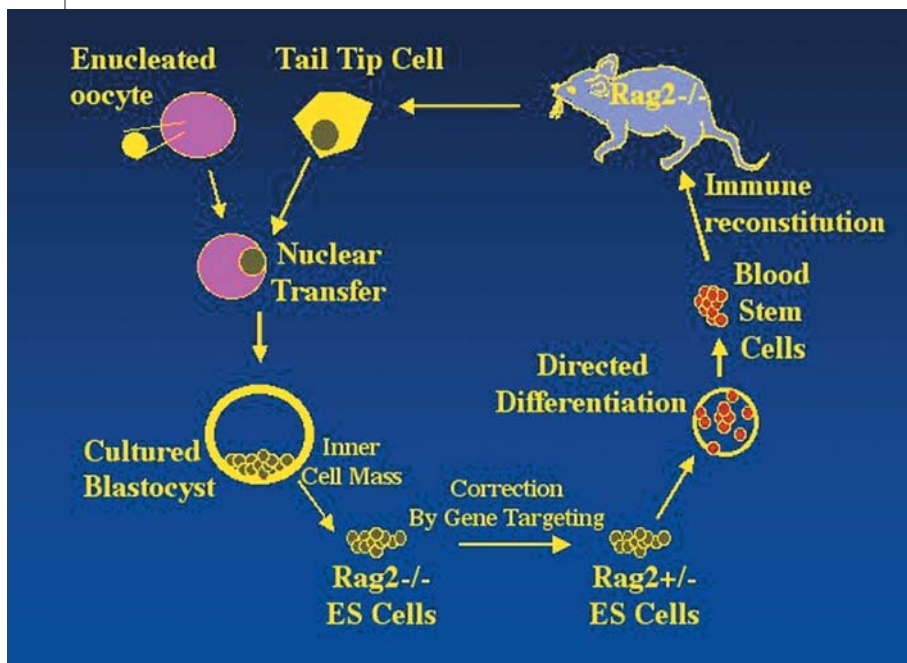 Enucleated
oocyte
Tail Tip Cell
Rag2-/-
Nuclear
Transfer
Immune
reconstitution
Blood
Stem
Cells
Directed
Differentiation
Cultured
Blastocyst
Inner
Cell Mass
Correction
By Gene Targeting
Rag2-/-
ES Cells
Rag2+/-
ES Cells